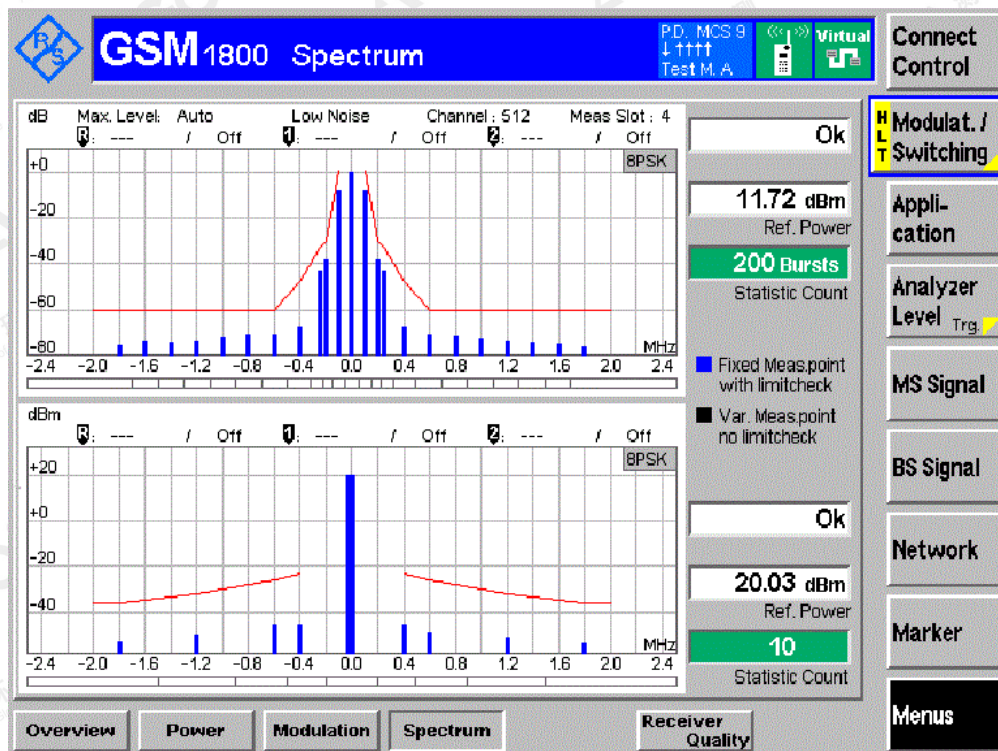 R&S
GSM 1800 Spectrum
P.D. MCS 9
↓ ↑↑↑↑
Test M. A
Virtual
Connect Control
dB Max. Level: Auto Low Noise Channel : 512 Meas Slot : 4
R: --- / Off 1: --- / Off 2: --- / Off
8PSK
+0
-20
-40
-60
-80
MHz
-2.4 -2.0 -1.6 -1.2 -0.8 -0.4 0.0 0.4 0.8 1.2 1.6 2.0 2.4
Ok
11.72 dBm
Ref. Power
200 Bursts
Statistic Count
Fixed Meas.point
with limitcheck
Var. Meas.point
no limitcheck
dBm
R: --- / Off 1: --- / Off 2: --- / Off
8PSK
+20
+0
-20
-40
MHz
-2.4 -2.0 -1.6 -1.2 -0.8 -0.4 0.0 0.4 0.8 1.2 1.6 2.0 2.4
Ok
20.03 dBm
Ref. Power
10
Statistic Count
HLT
Modulat. /
Switching
Appli-
cation
Analyzer
Level Trg.
MS Signal
BS Signal
Network
Marker
Menus
Overview Power Modulation Spectrum Receiver
Quality